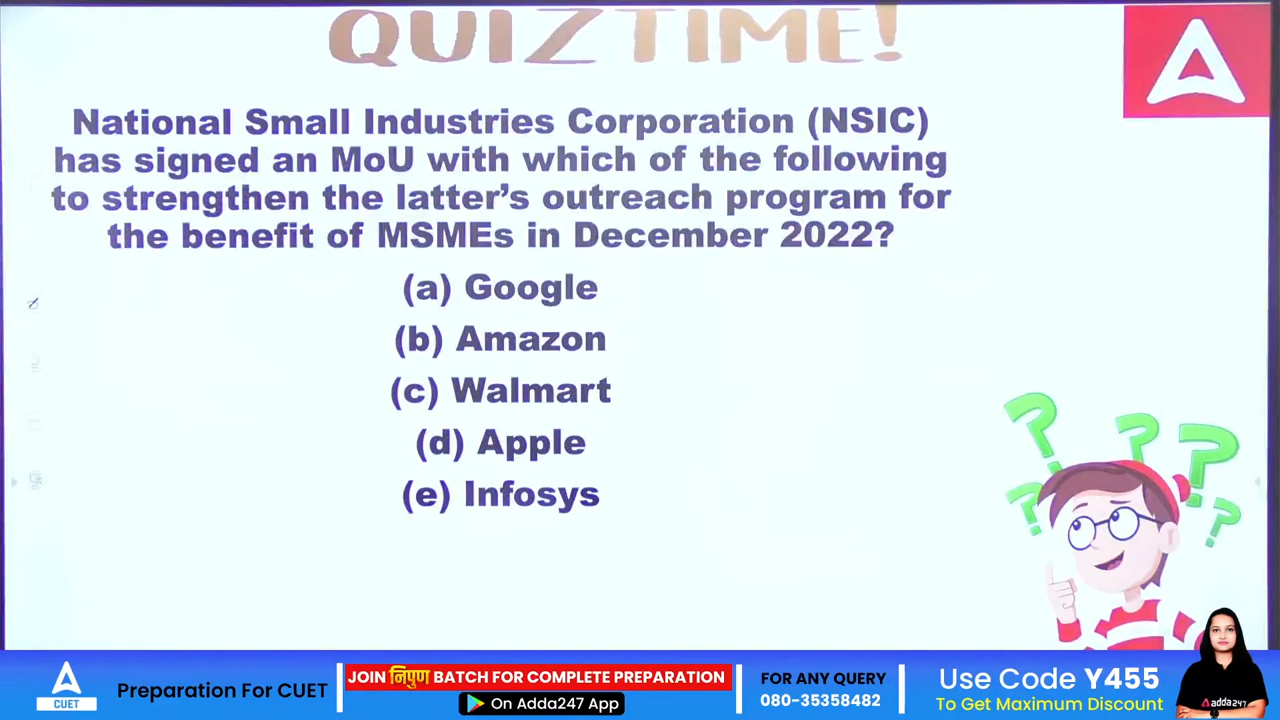 QUIZTIME!
National Small Industries Corporation (NSIC)
has signed an MoU with which of the following
to strengthen the latter's outreach program for
the benefit of MSMEs in December 2022?
(a) Google
(b) Amazon
(c) Walmart
(d) Apple
(e) Infosys
CUET
Preparation For CUET
JOIN निपुण BATCH FOR COMPLETE PREPARATION
On Adda247 App
FOR ANY QUERY
080-35358482
Use Code Y455
To Get Maximum Discount
adda247